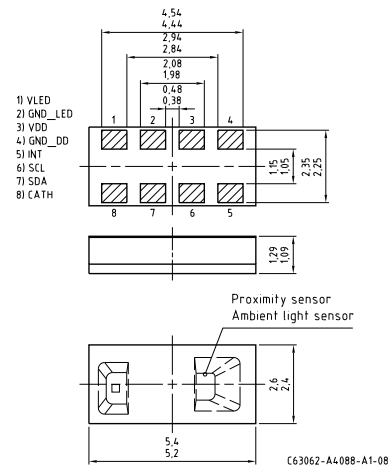 4,54
4,44
2,94
2,84
2,08
1,98
0,48
0,38
1) VLED
2) GND_LED
3) VDD
4) GND_DD
5) INT
6) SCL
7) SDA
8) CATH
1 2 3 4
8 7 6 5
1,15
1,05
2,35
2,25
1,29
1,09
Proximity sensor
Ambient light sensor
2,6
2,4
5,4
5,2
C63062-A4088-A1-08